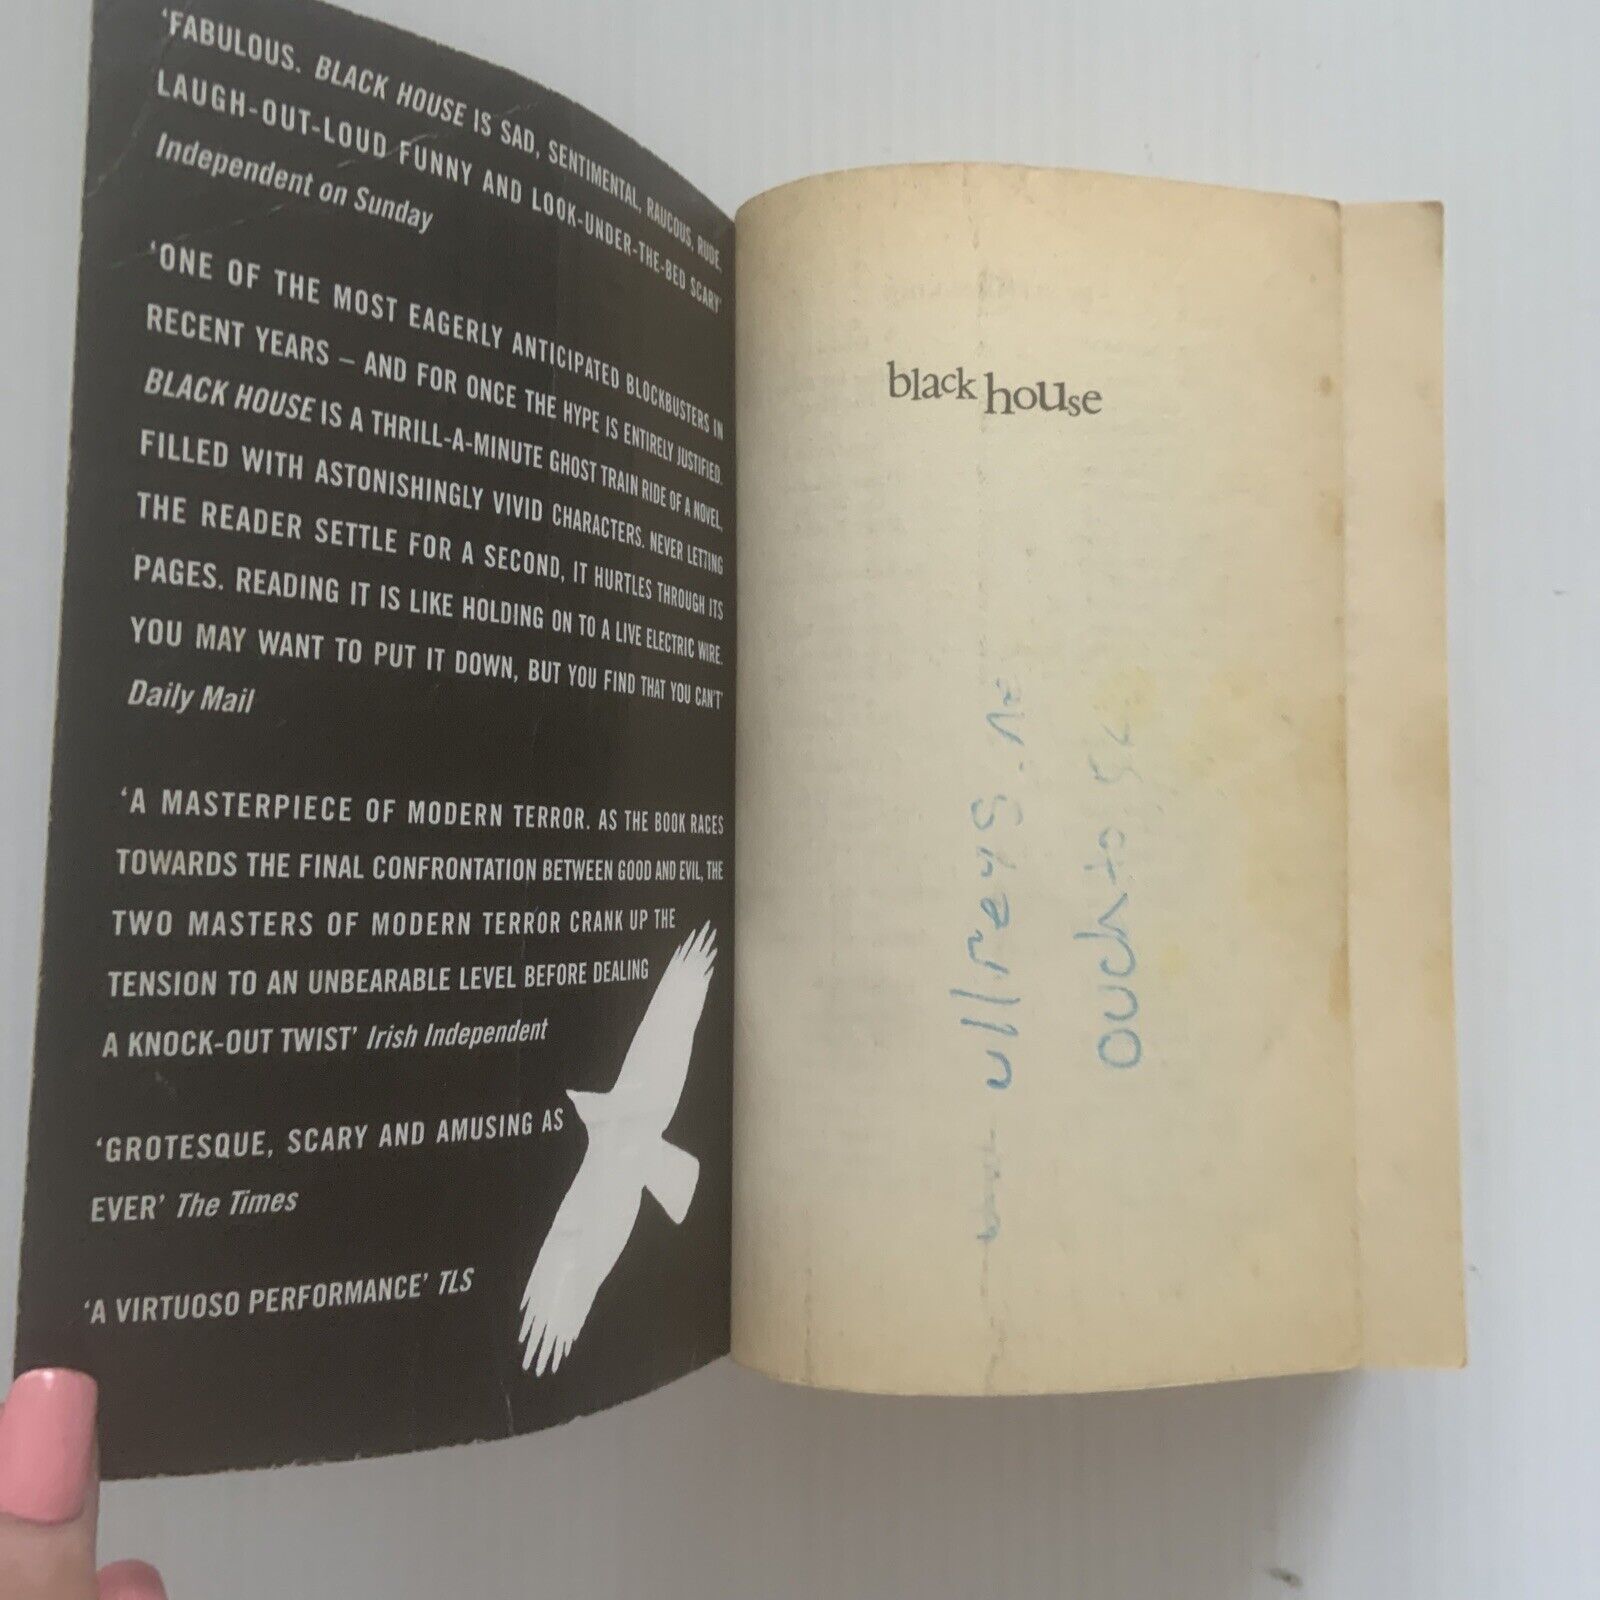 ‘FABULOUS. BLACK HOUSE IS SAD, SENTIMENTAL, RAUCOUS, RUDE,
LAUGH-OUT-LOUD FUNNY AND LOOK-UNDER-THE-BED SCARY’
Independent on Sunday
‘ONE OF THE MOST EAGERLY ANTICIPATED BLOCKBUSTERS IN
RECENT YEARS – AND FOR ONCE THE HYPE IS ENTIRELY JUSTIFIED.
BLACK HOUSE IS A THRILL-A-MINUTE GHOST TRAIN RIDE OF A NOVEL,
FILLED WITH ASTONISHINGLY VIVID CHARACTERS. NEVER LETTING
THE READER SETTLE FOR A SECOND, IT HURTLES THROUGH ITS
PAGES. READING IT IS LIKE HOLDING ON TO A LIVE ELECTRIC WIRE.
YOU MAY WANT TO PUT IT DOWN, BUT YOU FIND THAT YOU CAN’T’
Daily Mail
‘A MASTERPIECE OF MODERN TERROR. AS THE BOOK RACES
TOWARDS THE FINAL CONFRONTATION BETWEEN GOOD AND EVIL, THE
TWO MASTERS OF MODERN TERROR CRANK UP THE
TENSION TO AN UNBEARABLE LEVEL BEFORE DEALING
A KNOCK-OUT TWIST’ Irish Independent
‘GROTESQUE, SCARY AND AMUSING AS
EVER’ The Times
‘A VIRTUOSO PERFORMANCE’ TLS
black house